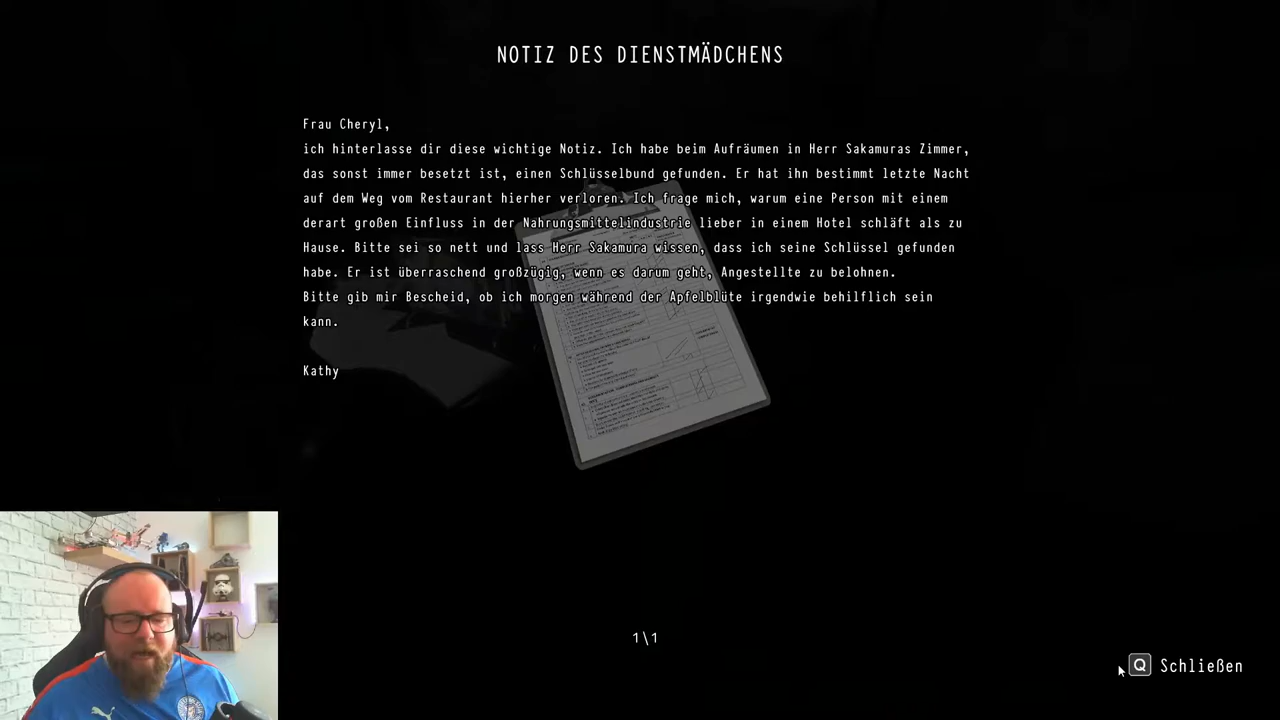 NOTIZ DES DIENSTMÄDCHENS
Frau Cheryl,
ich hinterlasse dir diese wichtige Notiz. Ich habe beim Aufräumen in Herr Sakamuras Zimmer,
das sonst immer besetzt ist, einen Schlüsselbund gefunden. Er hat ihn bestimmt letzte Nacht
auf dem Weg vom Restaurant hierher verloren. Ich frage mich, warum eine Person mit einem
derart großen Einfluss in der Nahrungsmittelindustrie lieber in einem Hotel schläft als zu
Hause. Bitte sei so nett und lass Herr Sakamura wissen, dass ich seine Schlüssel gefunden
habe. Er ist überraschend großzügig, wenn es darum geht, Angestellte zu belohnen.
Bitte gib mir Bescheid, ob ich morgen während der Apfelblüte irgendwie behilflich sein
kann.
Kathy
1\1
Q Schließen